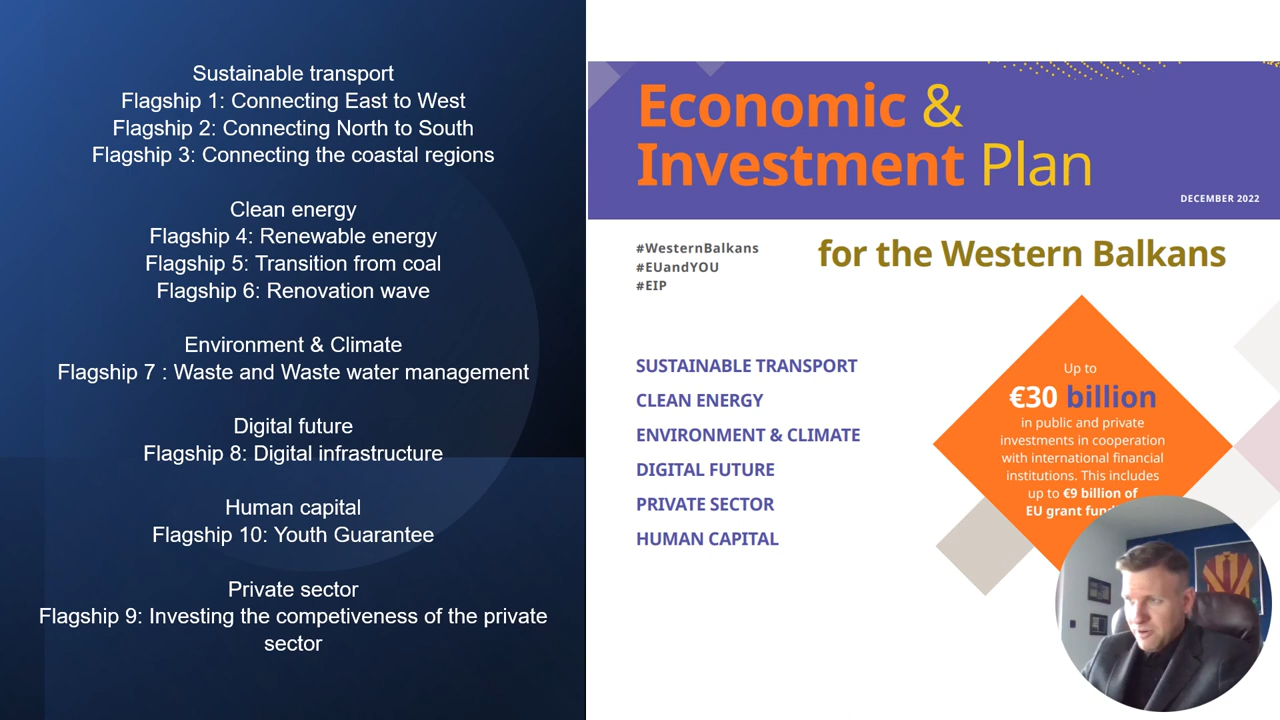 Sustainable transport
Flagship 1: Connecting East to West
Flagship 2: Connecting North to South
Flagship 3: Connecting the coastal regions
Clean energy
Flagship 4: Renewable energy
Flagship 5: Transition from coal
Flagship 6: Renovation wave
Environment & Climate
Flagship 7 : Waste and Waste water management
Digital future
Flagship 8: Digital infrastructure
Human capital
Flagship 10: Youth Guarantee
Private sector
Flagship 9: Investing the competiveness of the private
sector
Economic &
Investment Plan
DECEMBER 2022
#WesternBalkans
#EUandYOU
#EIP
for the Western Balkans
SUSTAINABLE TRANSPORT
CLEAN ENERGY
ENVIRONMENT & CLIMATE
DIGITAL FUTURE
PRIVATE SECTOR
HUMAN CAPITAL
Up to
€30 billion
in public and private
investments in cooperation
with international financial
institutions. This includes
up to €9 billion of
EU grant